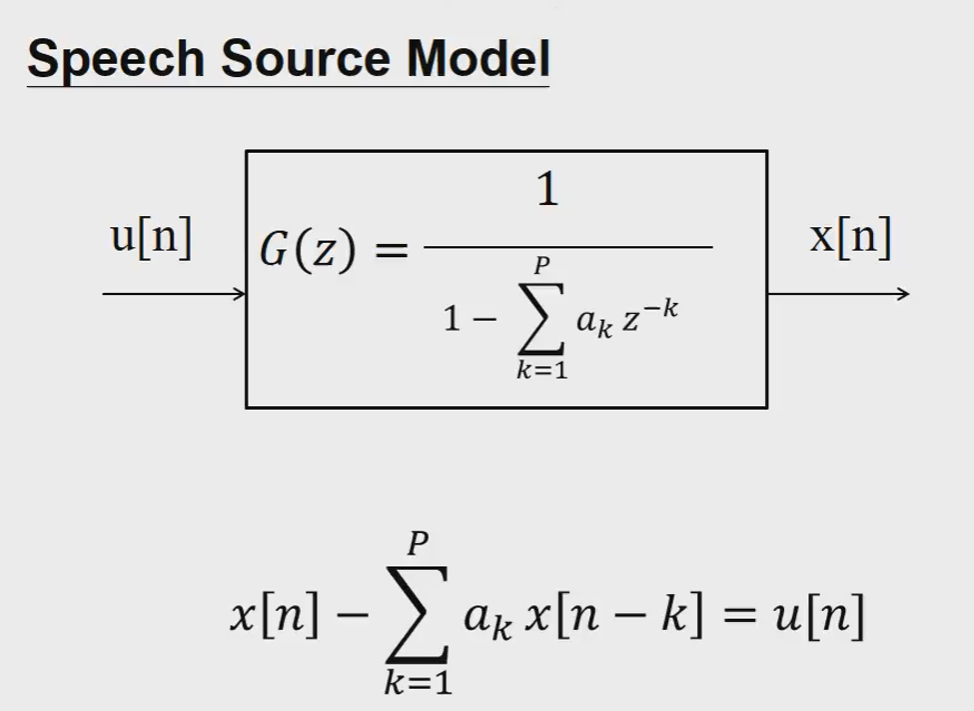 Speech Source Model
u[n]
G(z) = \frac{1}{1 - \sum_{k=1}^{P} a_k z^{-k}}
x[n]
x[n] - \sum_{k=1}^{P} a_k x[n - k] = u[n]